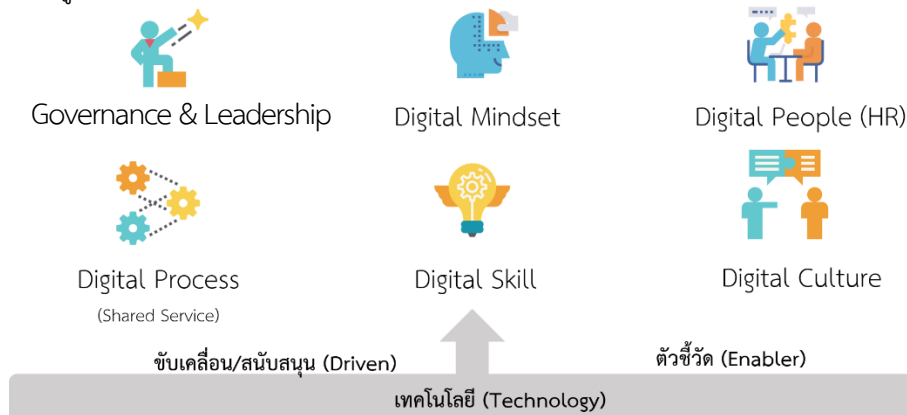 Governance & Leadership
Digital Mindset
Digital People (HR)
Digital Process
(Shared Service)
Digital Skill
Digital Culture
ขับเคลื่อน/สนับสนุน (Driven)
ตัวชี้วัด (Enabler)
เทคโนโลยี (Technology)